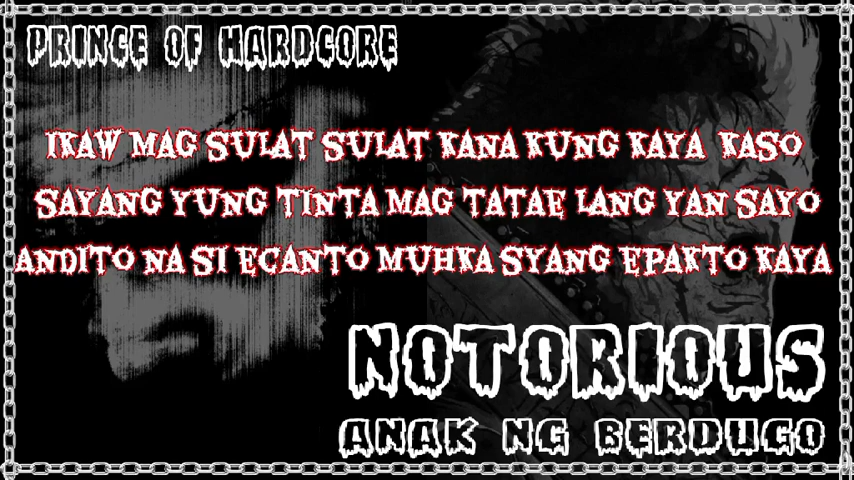 PRINCE OF HARDCORE
IKAW MAG SULAT SULAT KANA KUNG KAYA KASO
SAYANG YUNG TINTA MAG TATAE LANG YAN SAYO
ANDITO NA SI ECANTO MUHKA SYANG EPAKTO KAYA
NOTORIOUS
ANAK NG BERDUGO